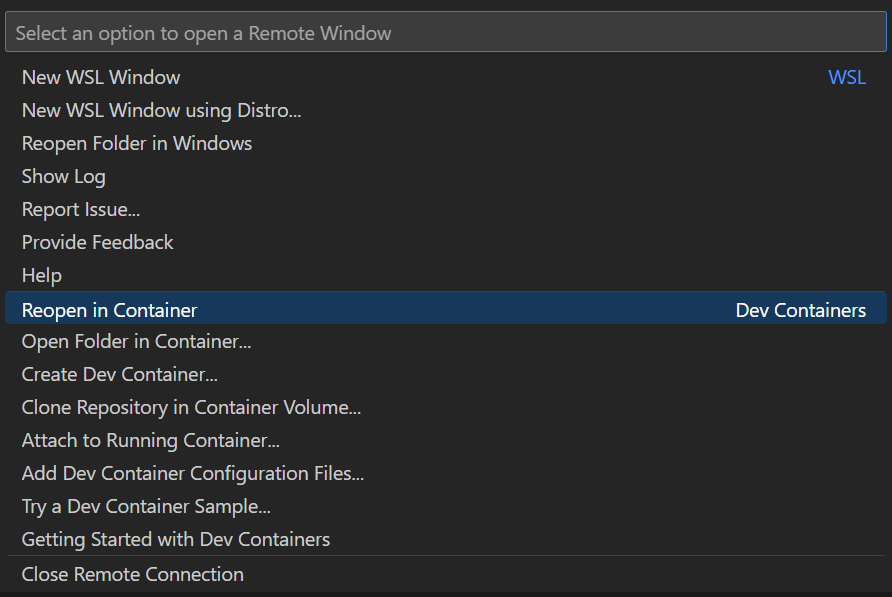 Select an option to open a Remote Window
New WSL Window WSL
New WSL Window using Distro...
Reopen Folder in Windows
Show Log
Report Issue...
Provide Feedback
Help
Reopen in Container Dev Containers
Open Folder in Container...
Create Dev Container...
Clone Repository in Container Volume...
Attach to Running Container...
Add Dev Container Configuration Files...
Try a Dev Container Sample...
Getting Started with Dev Containers
Close Remote Connection